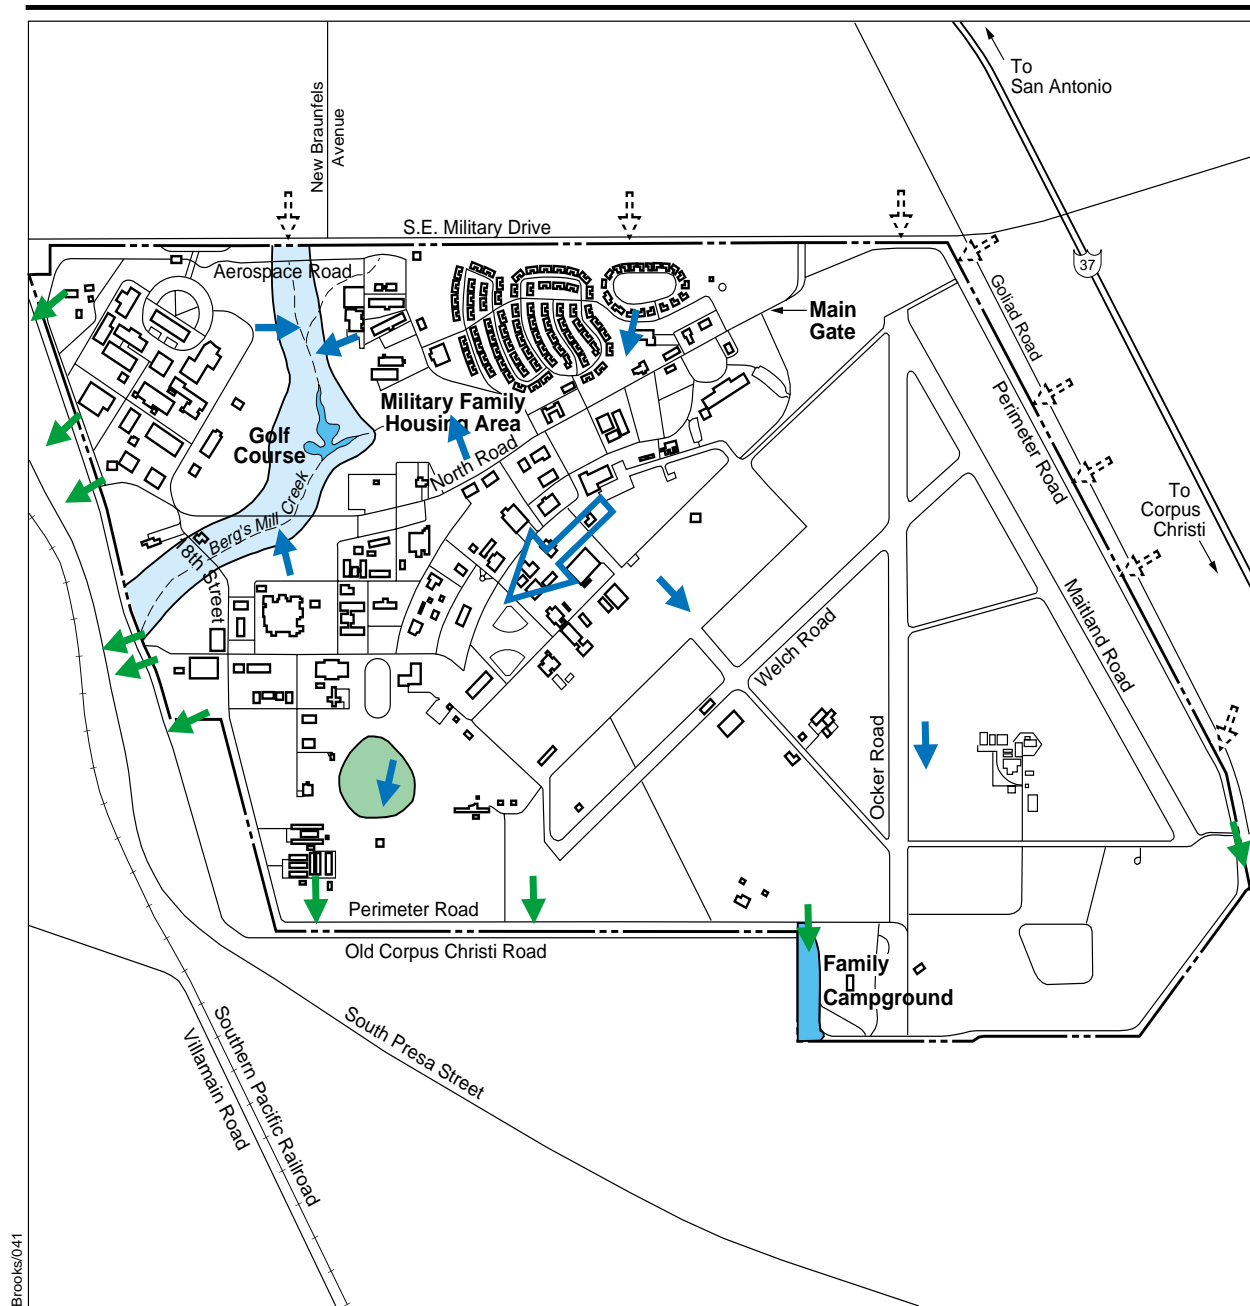 To
San Antonio
New Braunfels
Avenue
S.E. Military Drive
37
Aerospace Road
Goliad Road
Main
Gate
Perimeter Road
Military Family
Housing Area
Golf
Course
North Road
To
Corpus
Christi
Berg's Mill Creek
18th Street
Maitland Road
Welch Road
Ocker Road
Perimeter Road
Old Corpus Christi Road
Family
Campground
South Presa Street
Southern Pacific Railroad
Villamain Road
Brooks/041